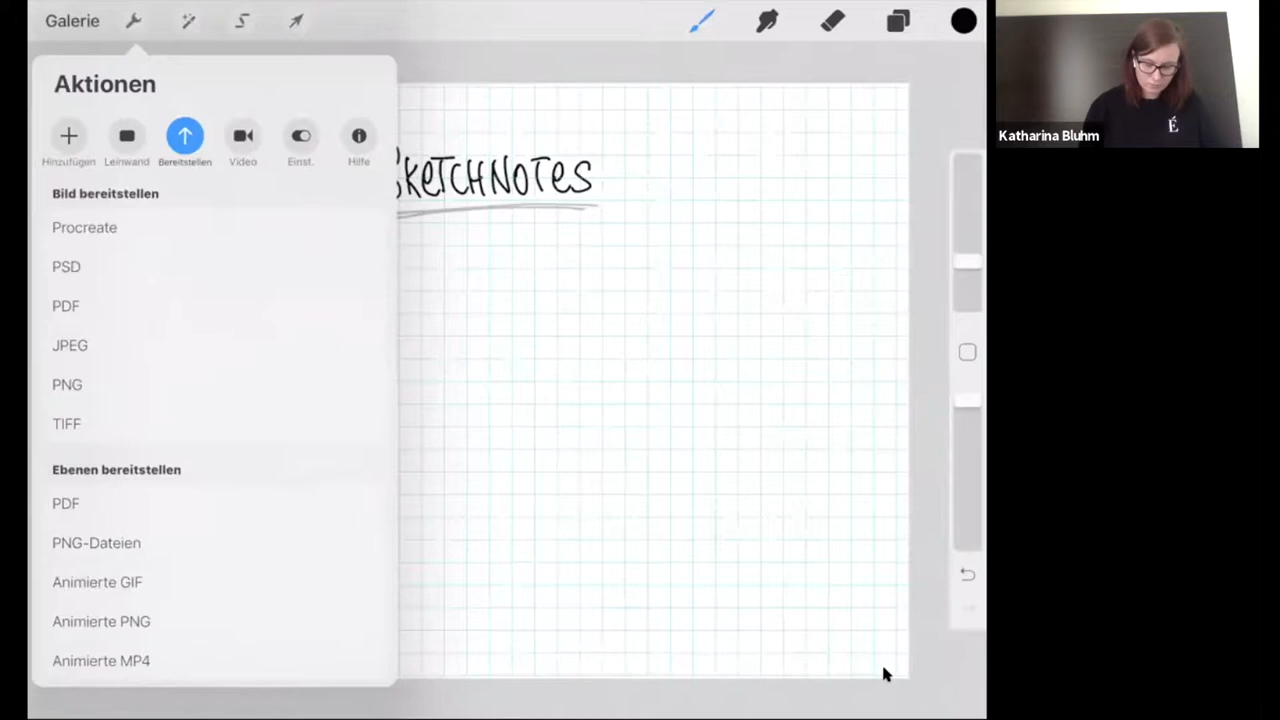 Galerie
Aktionen
Hinzufügen Leinwand Bereitstellen Video Einst. Hilfe
Bild bereitstellen
Procreate
PSD
PDF
JPEG
PNG
TIFF
Ebenen bereitstellen
PDF
PNG-Dateien
Animierte GIF
Animierte PNG
Animierte MP4
SKETCHNOTES
Katharina Bluhm
É